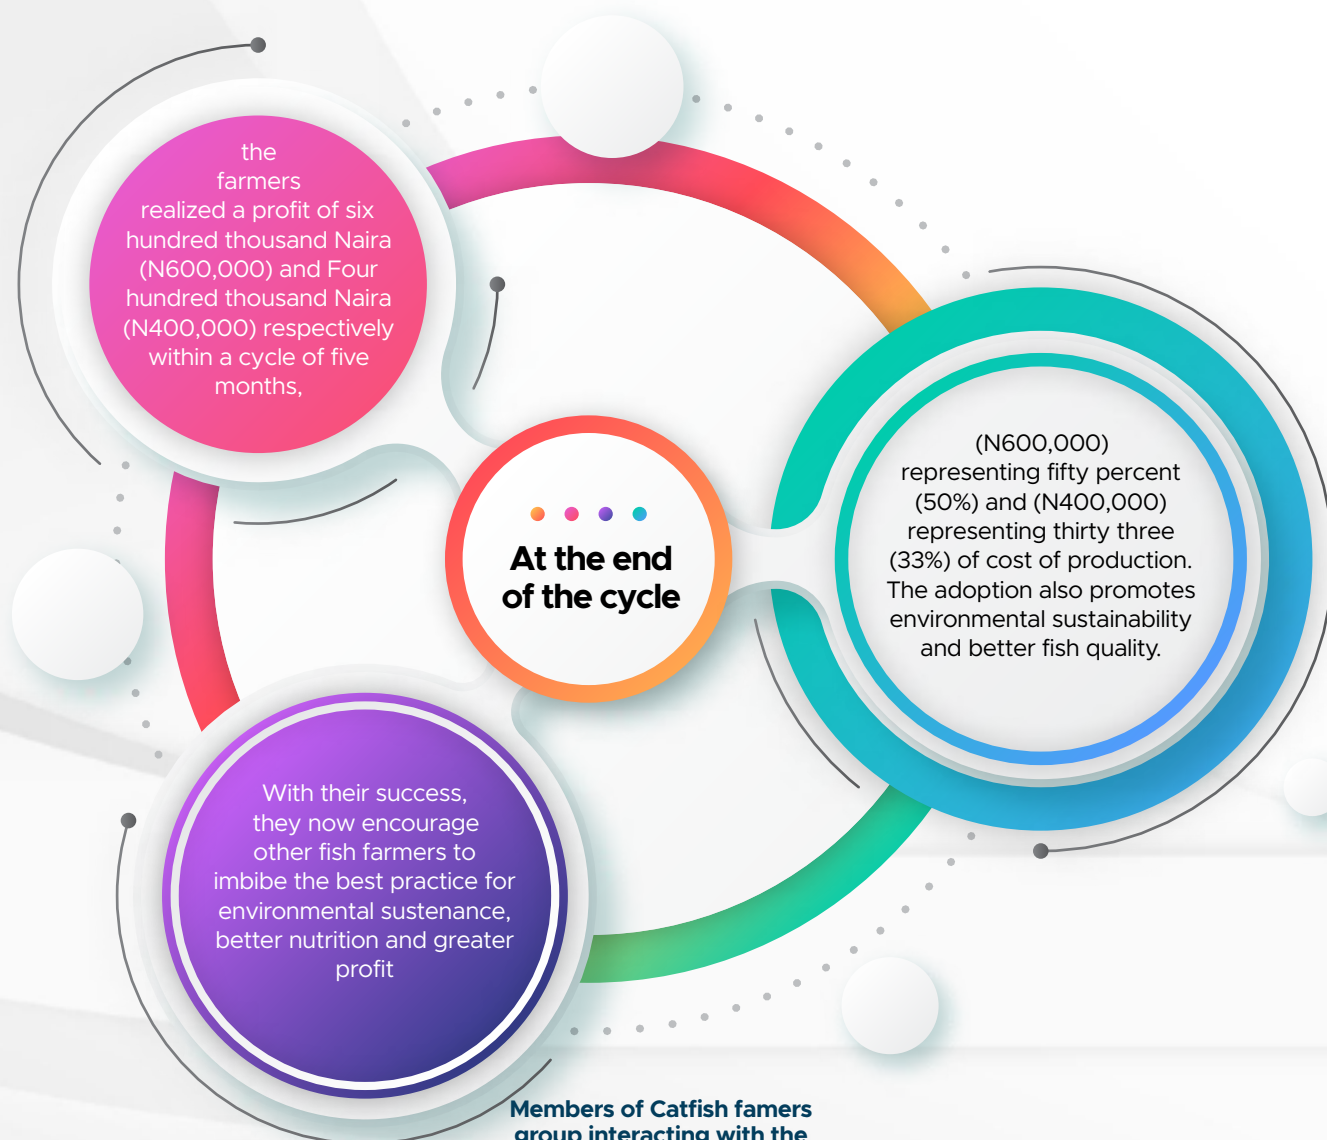 the
farmers
realized a profit of six
hundred thousand Naira
(N600,000) and Four
hundred thousand Naira
(N400,000) respectively
within a cycle of five
months,
At the end
of the cycle
(N600,000)
representing fifty percent
(50%) and (N400,000)
representing thirty three
(33%) of cost of production.
The adoption also promotes
environmental sustainability
and better fish quality.
With their success,
they now encourage
other fish farmers to
imbibe the best practice for
environmental sustenance,
better nutrition and greater
profit
Members of Catfish famers
group interacting with the